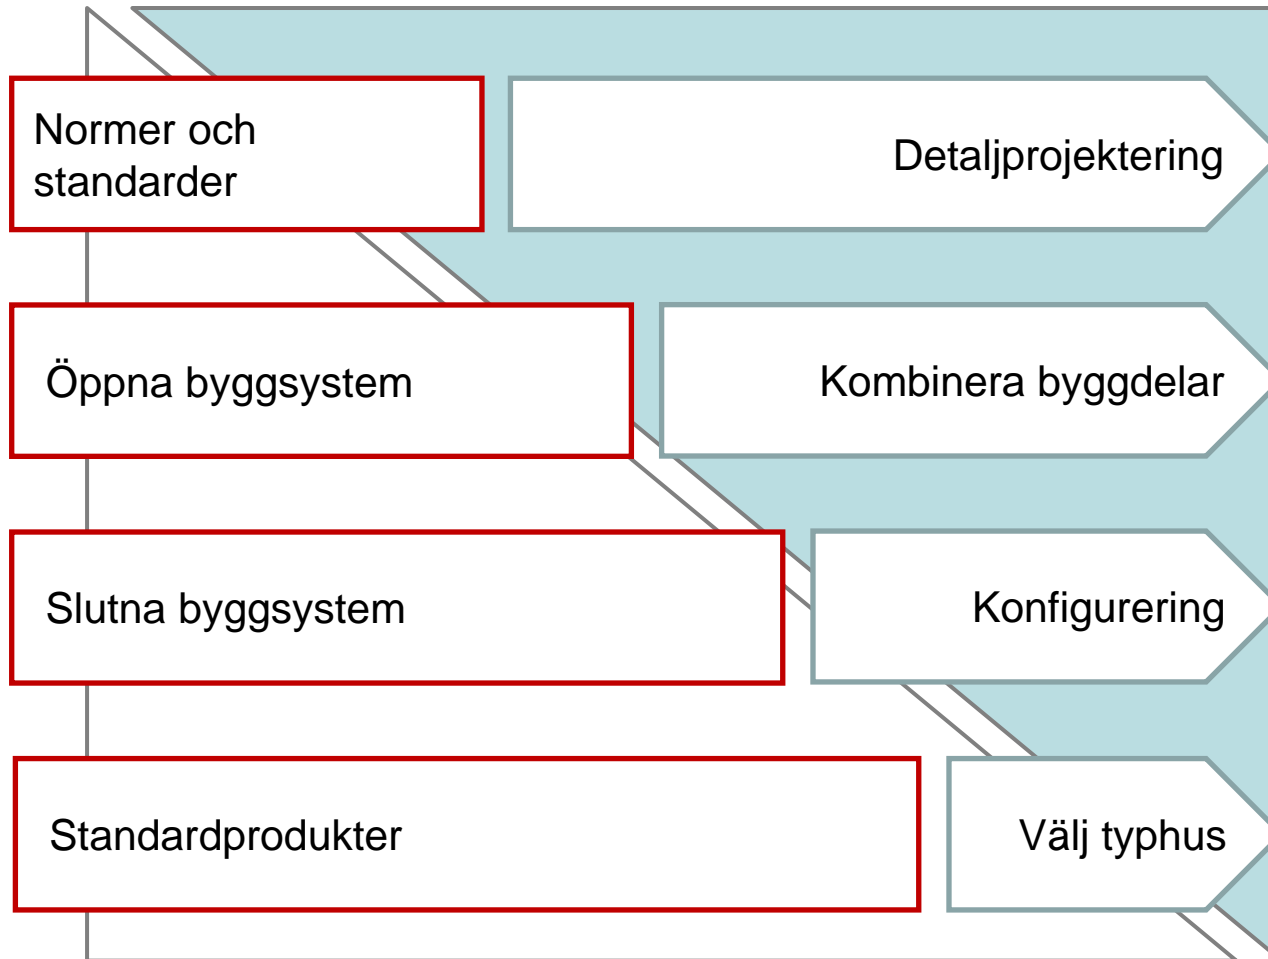 Normer och
standarder
Detaljprojektering
Öppna byggsystem
Kombinera byggdelar
Slutna byggsystem
Konfigurering
Standardprodukter
Välj typhus